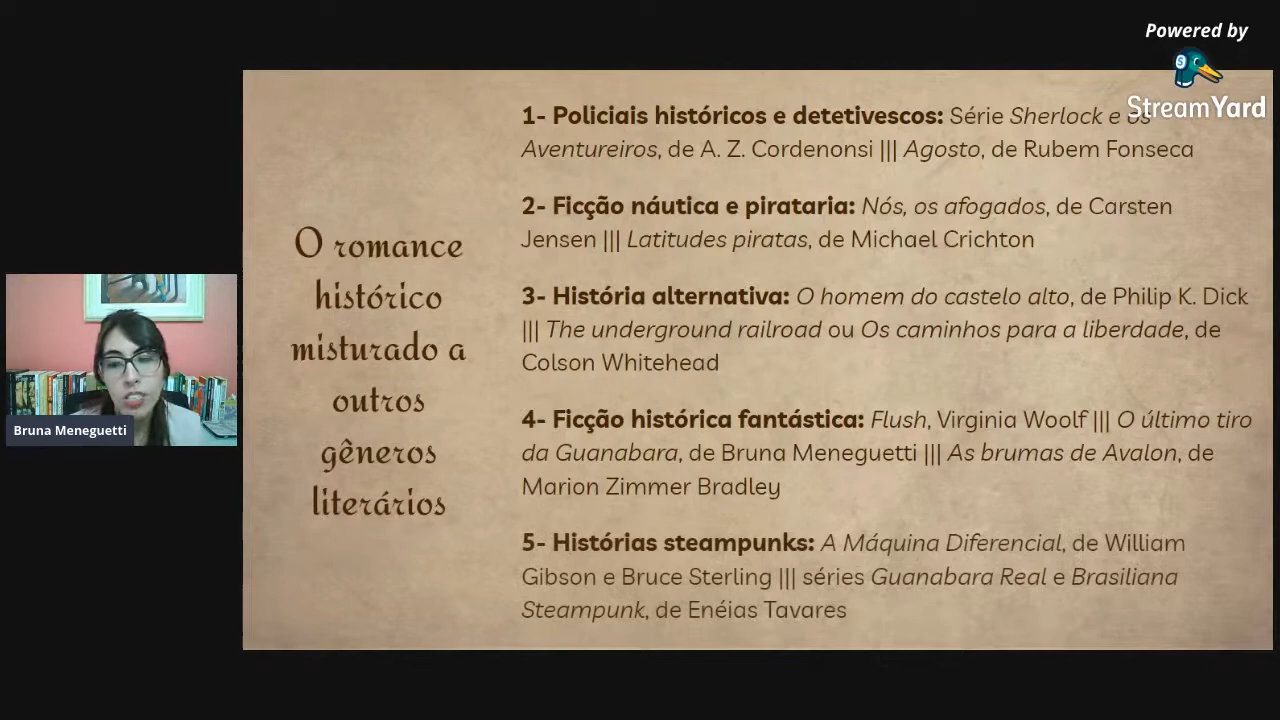 Powered by
StreamYard
1- Policiais históricos e detetivescos: Série Sherlock e os
Aventureiros, de A. Z. Cordenonsi ||| Agosto, de Rubem Fonseca
2- Ficção náutica e pirataria: Nós, os afogados, de Carsten
Jensen ||| Latitudes piratas, de Michael Crichton
3- História alternativa: O homem do castelo alto, de Philip K. Dick
||| The underground railroad ou Os caminhos para a liberdade, de
Colson Whitehead
4- Ficção histórica fantástica: Flush, Virginia Woolf ||| O último tiro
da Guanabara, de Bruna Meneguetti ||| As brumas de Avalon, de
Marion Zimmer Bradley
5- Histórias steampunks: A Máquina Diferencial, de William
Gibson e Bruce Sterling ||| séries Guanabara Real e Brasiliana
Steampunk, de Enéias Tavares
O romance
histórico
misturado a
outros
gêneros
literários
Bruna Meneguetti